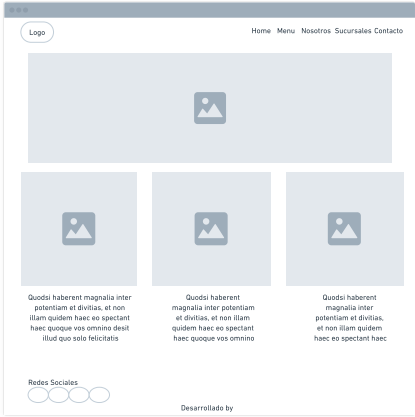 Logo
Home Menu Nosotros Sucursales Contacto
Quodsi haberent magnalia inter
potentiam et divitias, et non
illam quidem haec eo spectant
haec quoque vos omnino desit
illud quo solo felicitatis
Quodsi haberent
magnalia inter potentiam
et divitias, et non illam
quidem haec eo spectant
haec quoque vos omnino
Quodsi haberent
magnalia inter
potentiam et divitias,
et non illam quidem
haec eo spectant haec
Redes Sociales
Desarrollado by